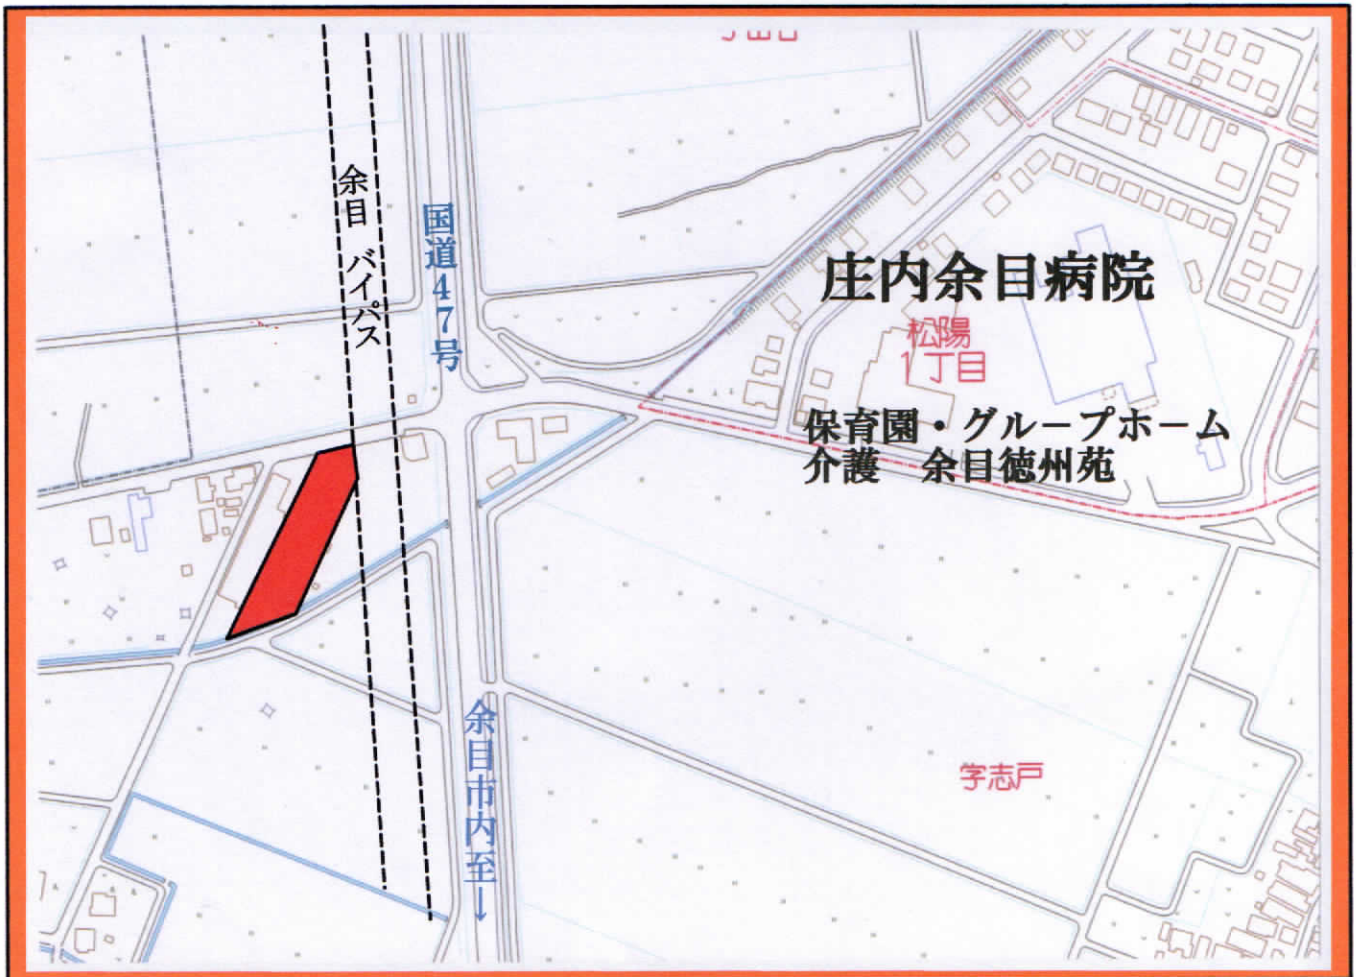 余目 バイパス
国道47号
庄内余目病院
松陽
1丁目
保育園・グループホーム
介護 余目徳州苑
余目市内至↓
字志戸